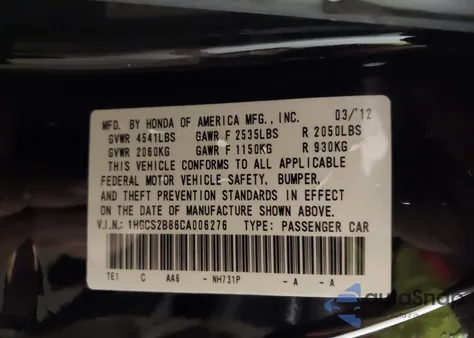 MFD. BY HONDA OF AMERICA MFG., INC. 03/'12
GVWR 4541LBS GAWR F 2535LBS R 2050LBS
GVWR 2060KG GAWR F 1150KG R 930KG
THIS VEHICLE CONFORMS TO ALL APPLICABLE
FEDERAL MOTOR VEHICLE SAFETY, BUMPER,
AND THEFT PREVENTION STANDARDS IN EFFECT
ON THE DATE OF MANUFACTURE SHOWN ABOVE.
V.I.N.: 1HGCS2B86CA006276 TYPE: PASSENGER CAR
TE1 C AA6 - NH731P - A - A